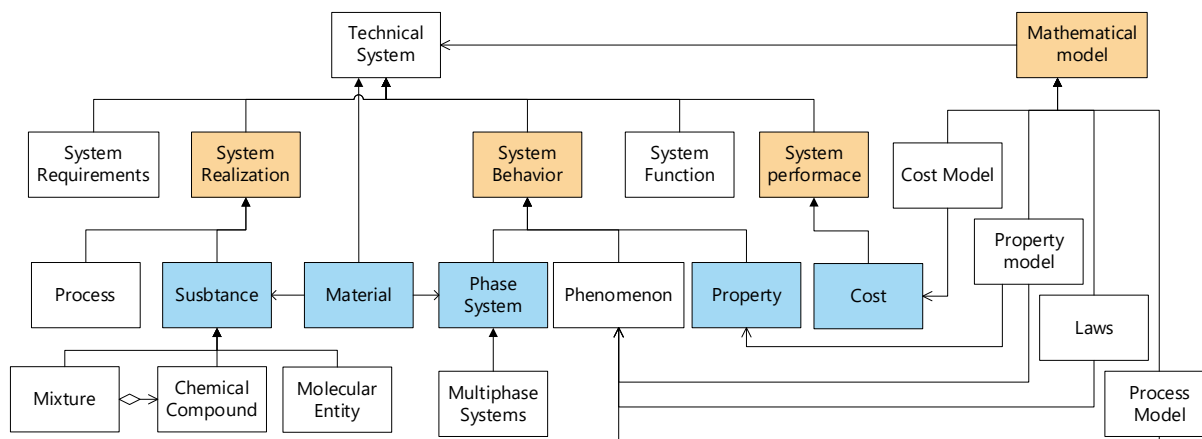 Technical
System
Mathematical
model
System
Requirements
System
Realization
System
Behavior
System
Function
System
performace
Cost Model
Property
model
Process
Susbtance
Material
Phase
System
Phenomenon
Property
Cost
Laws
Mixture
Chemical
Compound
Molecular
Entity
Multiphase
Systems
Process
Model